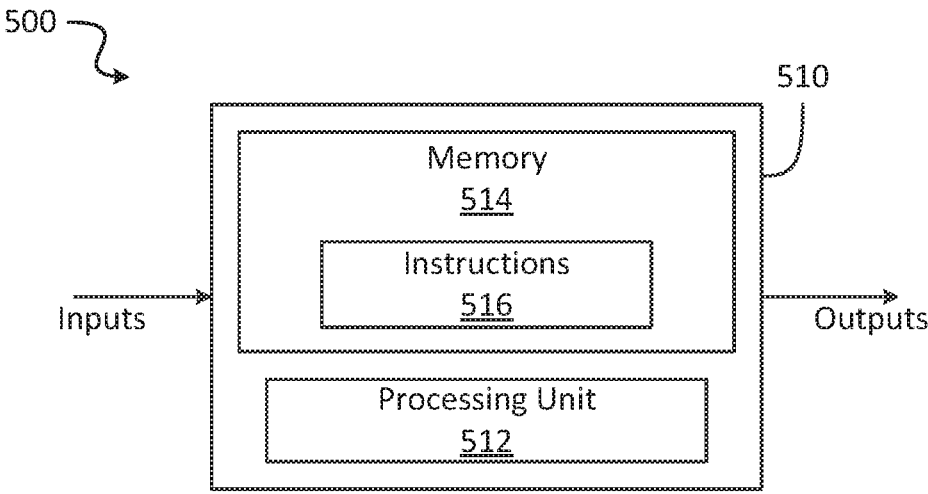 500
510
Memory
514
Instructions
516
Inputs
Outputs
Processing Unit
512